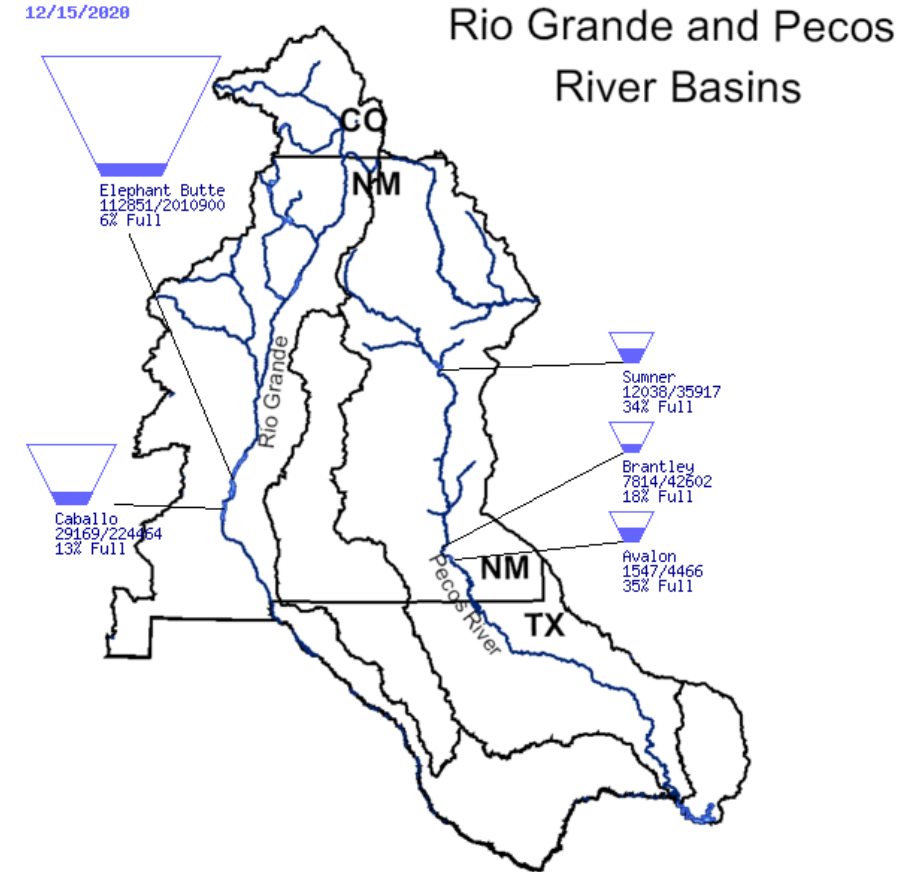 12/15/2020
Rio Grande and Pecos
River Basins
CO
NM
Elephant Butte
112851/2010900
6% Full
Rio Grande
Sumner
12038/35917
34% Full
Brantley
7814/42602
18% Full
Caballo
29169/224464
13% Full
Avalon
1547/4466
35% Full
NM
Pecos River
TX